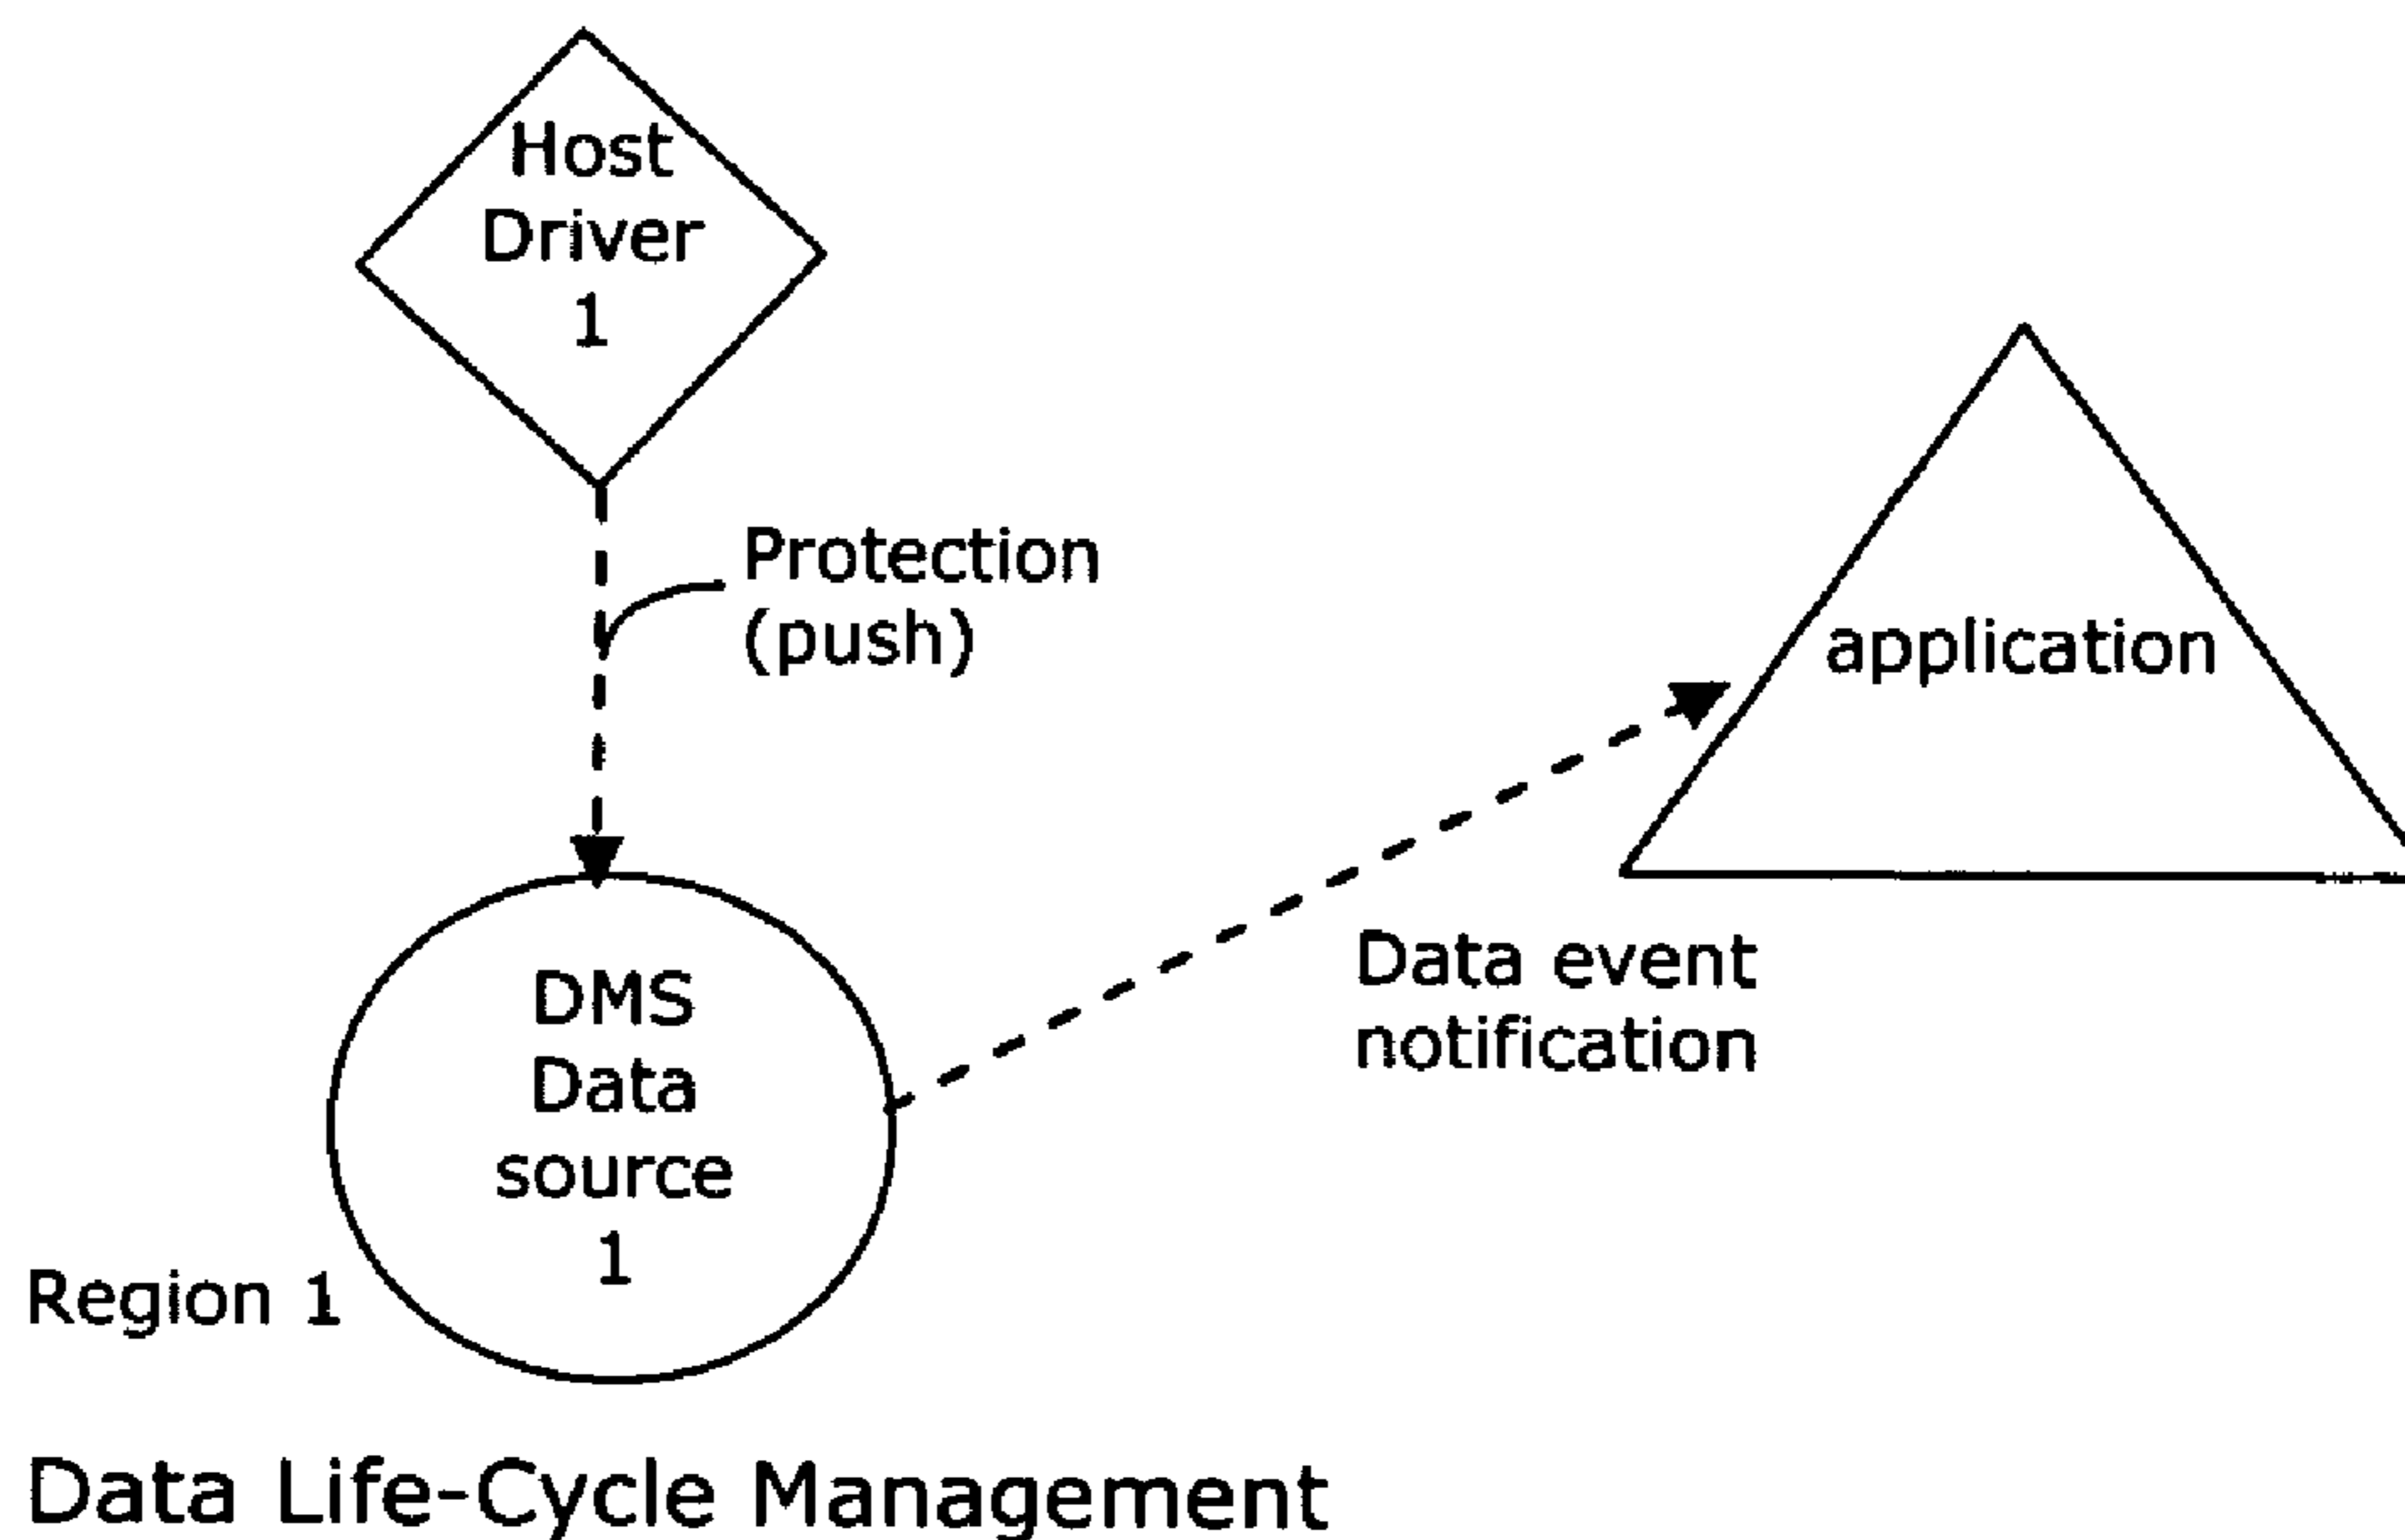 Host
Driver
1
Protection
(push)
application
Data event
notification
DMS
Data
source
1
Region 1
Data Life-Cycle Management